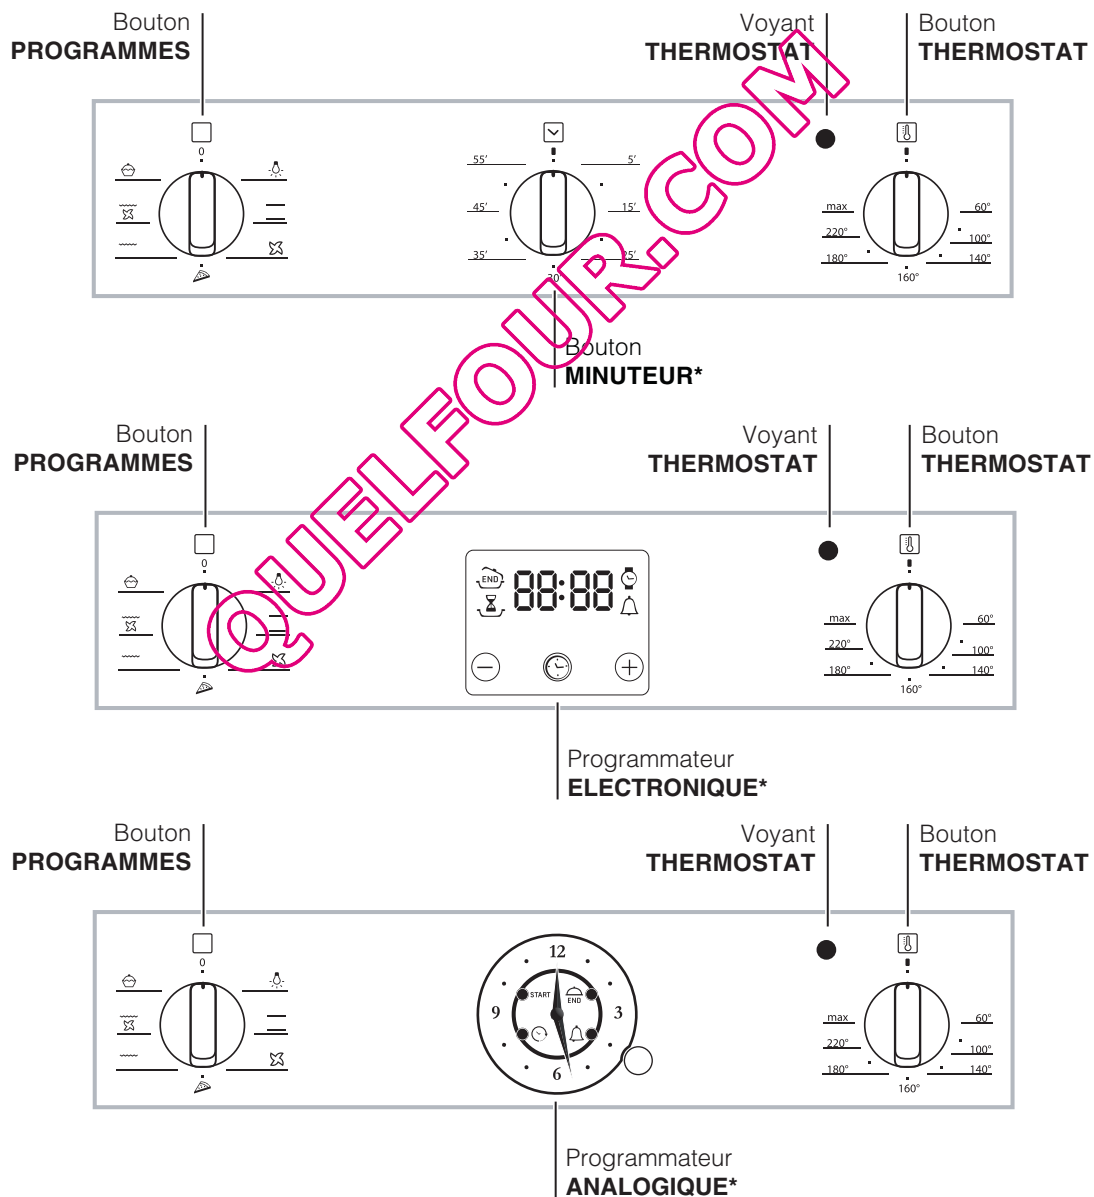 Bouton
PROGRAMMES
Voyant
THERMOSTAT
Bouton
THERMOSTAT
0
55' 5'
45' 15'
35' 25'
30'
max 60°
220° 100°
180° 140°
160°
Bouton
MINUTEUR*
QUELFOUR.COM
Bouton
PROGRAMMES
Voyant
THERMOSTAT
Bouton
THERMOSTAT
0
END 88:88
max 60°
220° 100°
180° 140°
160°
Programmateur
ELECTRONIQUE*
Bouton
PROGRAMMES
Voyant
THERMOSTAT
Bouton
THERMOSTAT
0
12
START END
9 3
6
max 60°
220° 100°
180° 140°
160°
Programmateur
ANALOGIQUE*